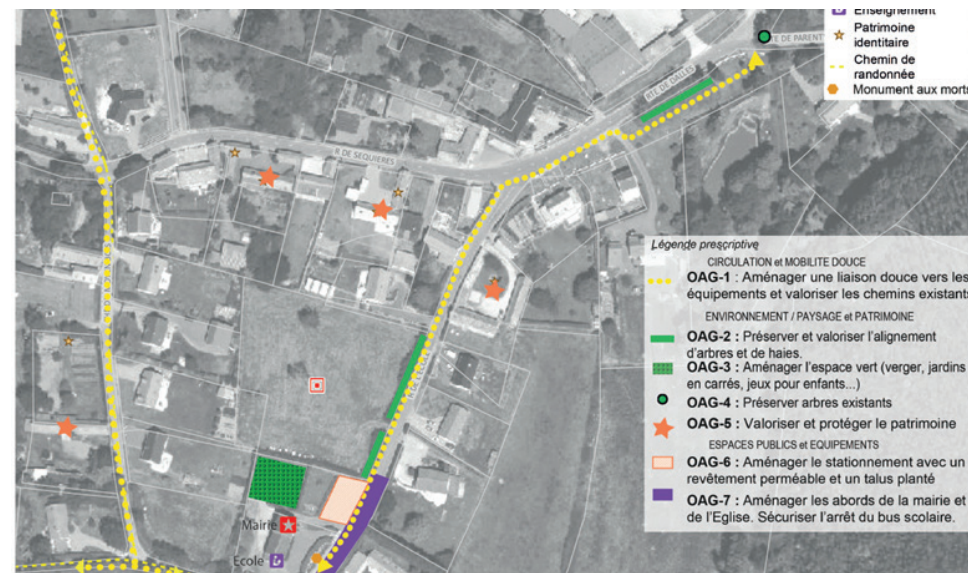 Enseignement
Patrimoine
identitaire
Chemin de
randonnée
Monument aux morts
RTE DE DALLES
R DE SEQUIERES
Légende prescriptive
CIRCULATION et MOBILITE DOUCE
OAG-1 : Aménager une liaison douce vers les
équipements et valoriser les chemins existants
ENVIRONNEMENT / PAYSAGE et PATRIMOINE
OAG-2 : Préserver et valoriser l'alignement
d'arbres et de haies.
OAG-3 : Aménager l'espace vert (verger, jardins
en carrés, jeux pour enfants...)
OAG-4 : Préserver arbres existants
OAG-5 : Valoriser et protéger le patrimoine
ESPACES PUBLICS et EQUIPEMENTS
OAG-6 : Aménager le stationnement avec un
revêtement perméable et un talus planté
OAG-7 : Aménager les abords de la mairie et
de l'Eglise. Sécuriser l'arrêt du bus scolaire.
Mairie
Ecole